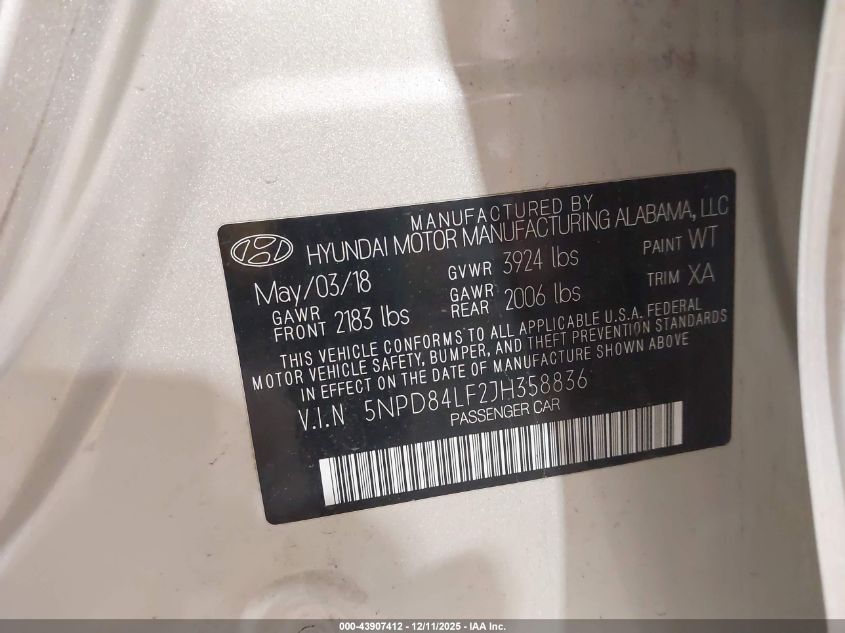 MANUFACTURED BY
HYUNDAI MOTOR MANUFACTURING ALABAMA, LLC
May/03/18 GVWR 3924 lbs PAINT WT
GAWR FRONT 2183 lbs GAWR REAR 2006 lbs TRIM XA
THIS VEHICLE CONFORMS TO ALL APPLICABLE U.S.A. FEDERAL
MOTOR VEHICLE SAFETY, BUMPER, AND THEFT PREVENTION STANDARDS
IN EFFECT ON THE DATE OF MANUFACTURE SHOWN ABOVE
V.I.N 5NPD84LF2JH358836
PASSENGER CAR
000-43907412 - 12/11/2025 - IAA Inc.